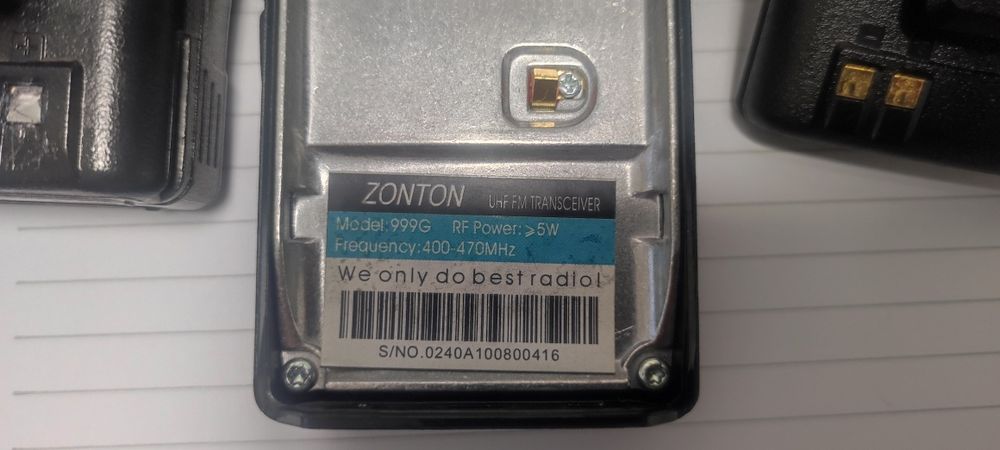 ZONTON UHF FM TRANSCEIVER
Model:999G RF Power:⩾5W
Frequency:400-470MHz
We only do best radio!
S/NO.0240A100800416